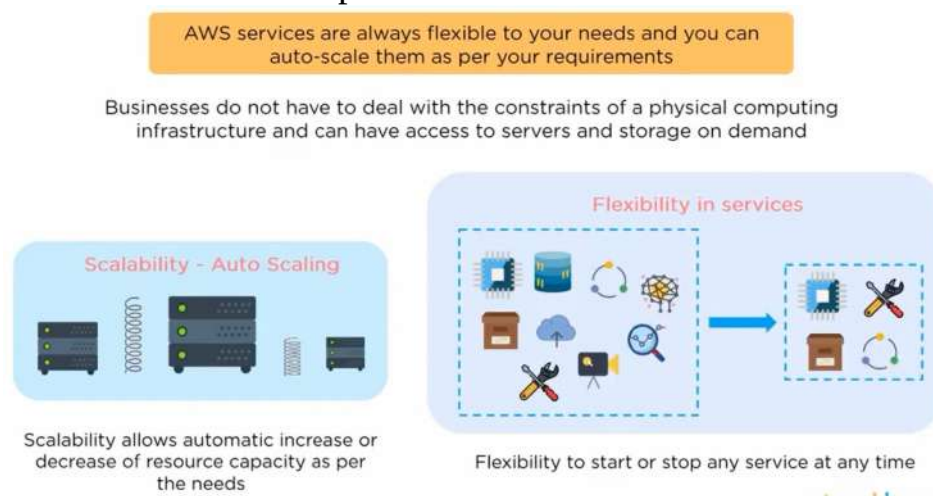 AWS services are always flexible to your needs and you can
auto-scale them as per your requirements
Businesses do not have to deal with the constraints of a physical computing
infrastructure and can have access to servers and storage on demand
Flexibility in services
Scalability - Auto Scaling
Scalability allows automatic increase or
decrease of resource capacity as per
the needs
Flexibility to start or stop any service at any time